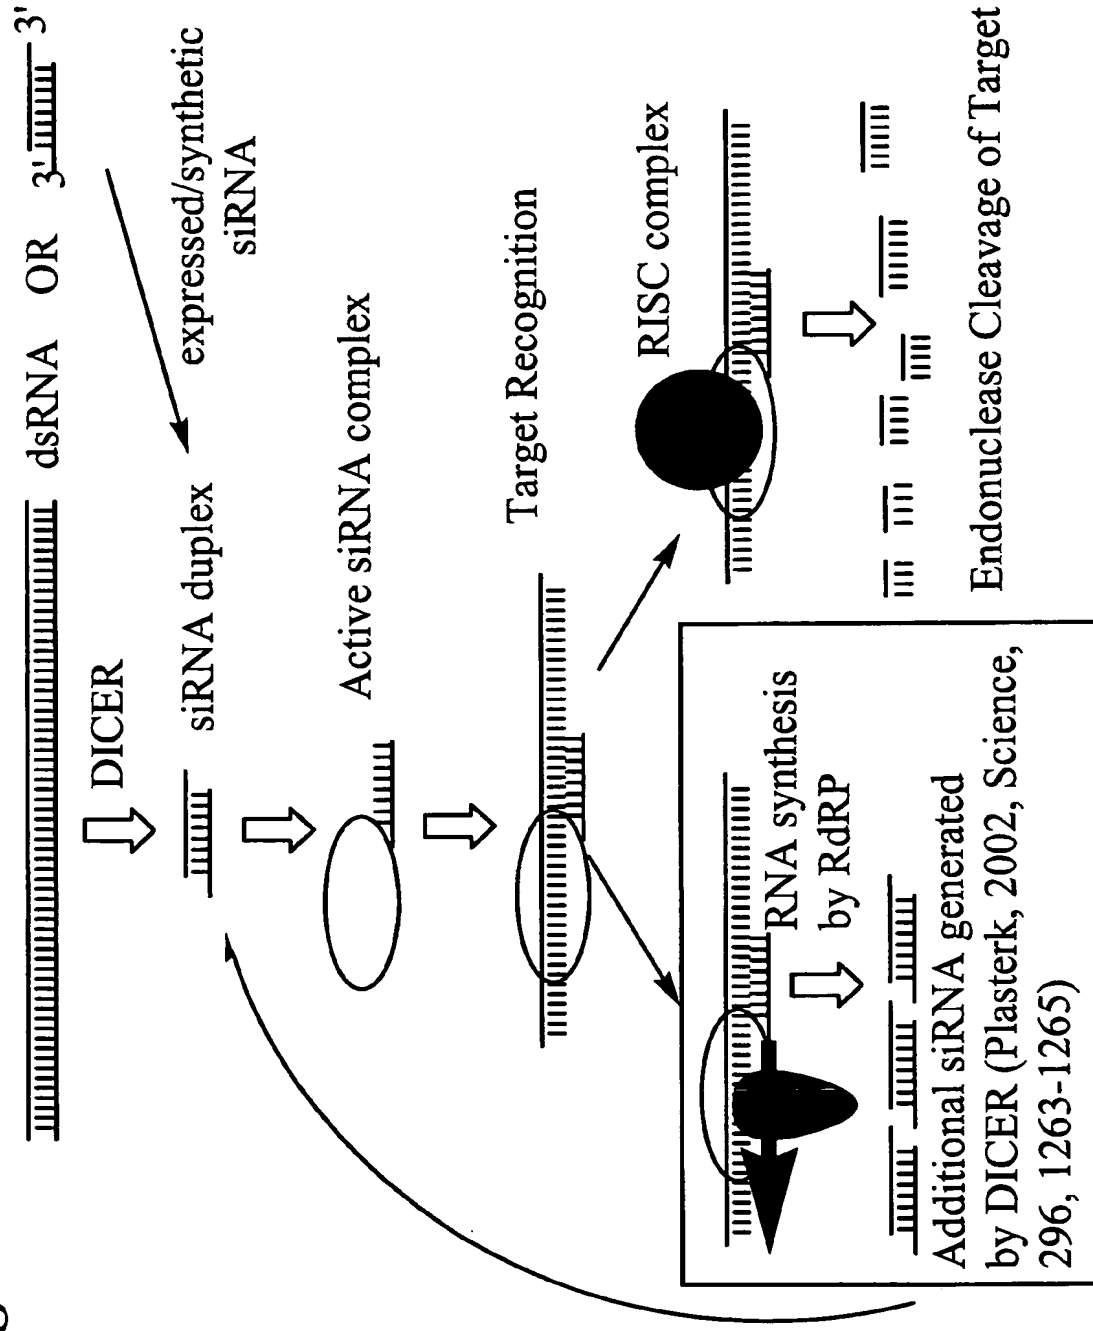 dsRNA OR 3' 3'
DICER
siRNA duplex
expressed/synthetic
siRNA
Active siRNA complex
Target Recognition
RISC complex
RNA synthesis
by RdRP
Additional siRNA generated
by DICER (Plasterk, 2002, Science,
296, 1263-1265)
Endonuclease Cleavage of Target